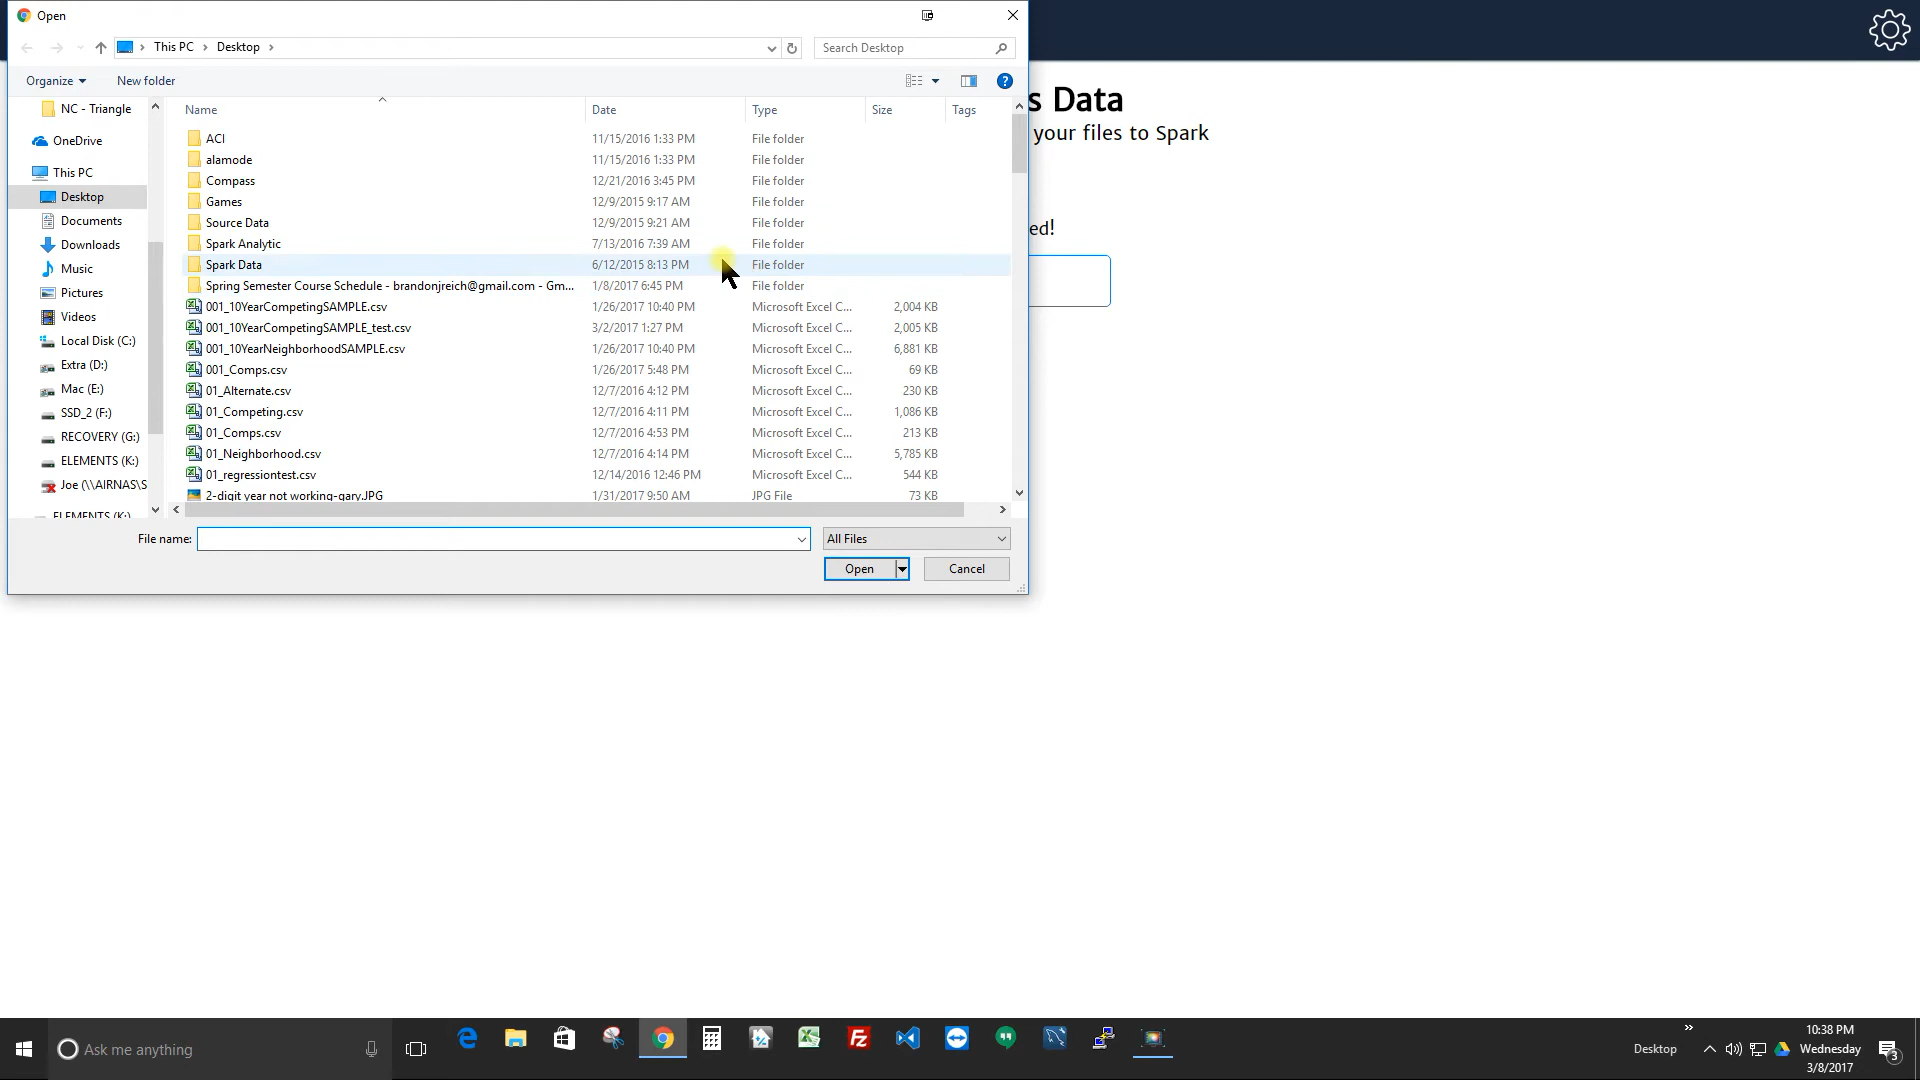 Open
This PC
Desktop
Search Desktop
Organize
New folder
?
NC - Triangle
OneDrive
This PC
Desktop
Documents
Downloads
Music
Pictures
Videos
Local Disk (C:)
Extra (D:)
Mac (E:)
SSD_2 (F:)
RECOVERY (G:)
ELEMENTS (K:)
Joe (\\AIRNAS\S
ELEMENTS (K:)
Name Date Type Size Tags
ACI 11/15/2016 1:33 PM File folder
alamode 11/15/2016 1:33 PM File folder
Compass 12/21/2016 3:45 PM File folder
Games 12/9/2015 9:17 AM File folder
Source Data 12/9/2015 9:21 AM File folder
Spark Analytic 7/13/2016 7:39 AM File folder
Spark Data 6/12/2015 8:13 PM File folder
Spring Semester Course Schedule - brandonjreich@gmail.com - Gm... 1/8/2017 6:45 PM File folder
001_10YearCompetingSAMPLE.csv 1/26/2017 10:40 PM Microsoft Excel C... 2,004 KB
001_10YearCompetingSAMPLE_test.csv 3/2/2017 1:27 PM Microsoft Excel C... 2,005 KB
001_10YearNeighborhoodSAMPLE.csv 1/26/2017 10:40 PM Microsoft Excel C... 6,881 KB
001_Comps.csv 1/26/2017 5:48 PM Microsoft Excel C... 69 KB
01_Alternate.csv 12/7/2016 4:12 PM Microsoft Excel C... 230 KB
01_Competing.csv 12/7/2016 4:11 PM Microsoft Excel C... 1,086 KB
01_Comps.csv 12/7/2016 4:53 PM Microsoft Excel C... 213 KB
01_Neighborhood.csv 12/7/2016 4:14 PM Microsoft Excel C... 5,785 KB
01_regressiontest.csv 12/14/2016 12:46 PM Microsoft Excel C... 544 KB
2-digit year not working-gary.JPG 1/31/2017 9:50 AM JPG File 73 KB
File name:
All Files
Open
Cancel
s Data
your files to Spark
ed!
Ask me anything
Desktop
10:38 PM
Wednesday
3/8/2017
3